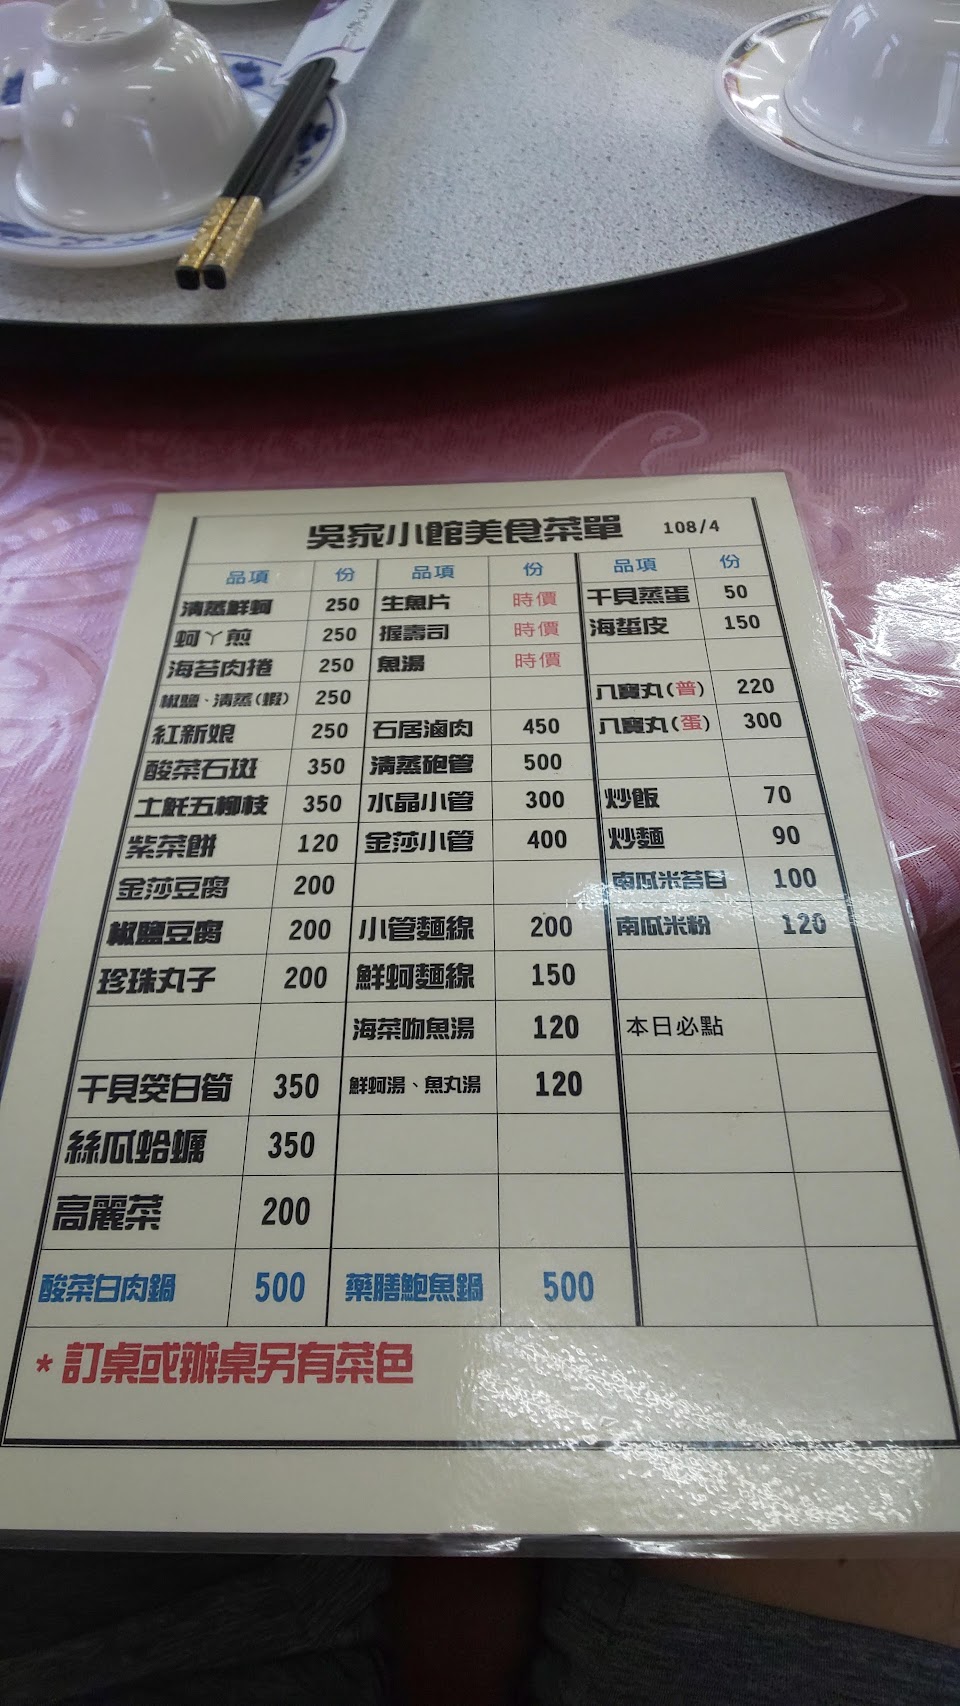 吳家小館美食菜單 108/4
品項 份 品項 份 品項 份
清蒸鮮蚵 250 生魚片 時價 干貝蒸蛋 50
蚵丫煎 250 握壽司 時價 海蜇皮 150
海苔肉捲 250 魚湯 時價
椒鹽、清蒸(蝦) 250 八寶丸(普) 220
紅新娘 250 石居滷肉 450 八寶丸(蛋) 300
酸菜石斑 350 清蒸砲管 500
土魠五柳枝 350 水晶小管 300 炒飯 70
紫菜餅 120 金莎小管 400 炒麵 90
金莎豆腐 200 南瓜米苔目 100
椒鹽豆腐 200 小管麵線 200 南瓜米粉 120
珍珠丸子 200 鮮蚵麵線 150
海菜吻魚湯 120 本日必點
干貝筊白筍 350 鮮蚵湯、魚丸湯 120
絲瓜蛤蠣 350
高麗菜 200
酸菜白肉鍋 500 藥膳鮑魚鍋 500
* 訂桌或辦桌另有菜色